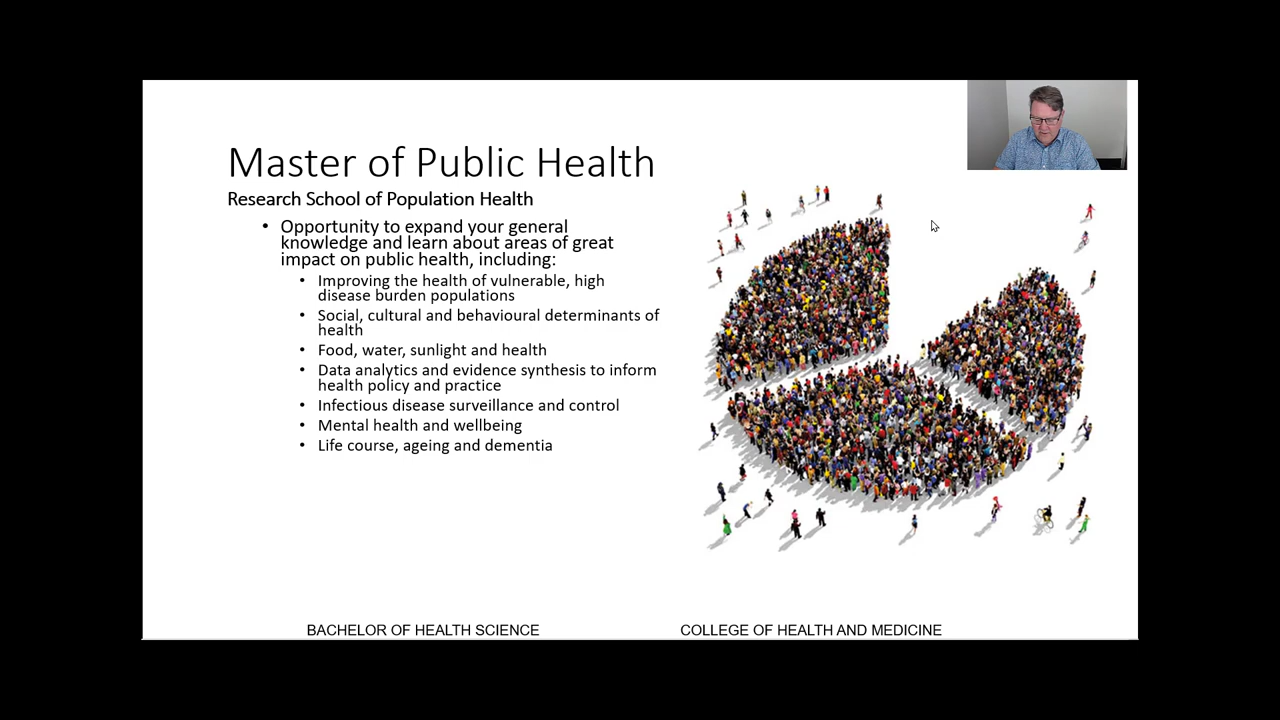 Master of Public Health
Research School of Population Health
• Opportunity to expand your general
knowledge and learn about areas of great
impact on public health, including:
• Improving the health of vulnerable, high
disease burden populations
• Social, cultural and behavioural determinants of
health
• Food, water, sunlight and health
• Data analytics and evidence synthesis to inform
health policy and practice
• Infectious disease surveillance and control
• Mental health and wellbeing
• Life course, ageing and dementia
BACHELOR OF HEALTH SCIENCE
COLLEGE OF HEALTH AND MEDICINE